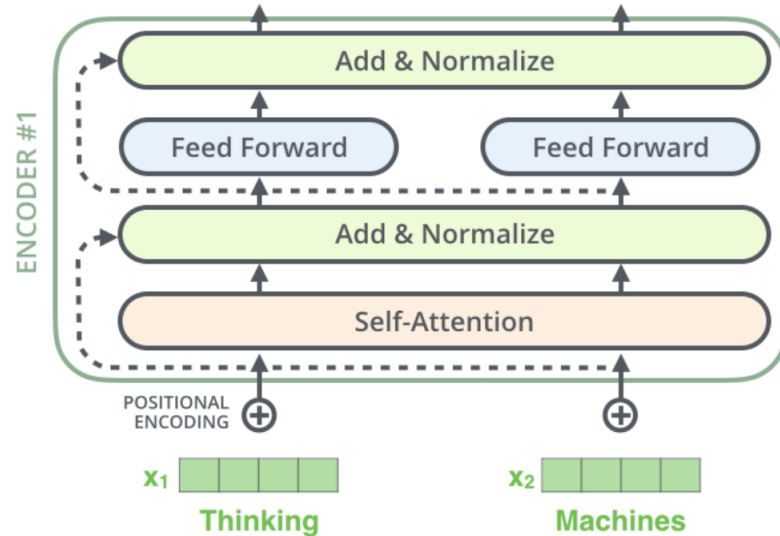 ENCODER #1
Add & Normalize
Feed Forward
Feed Forward
Add & Normalize
Self-Attention
POSITIONAL
ENCODING
x₁
x₂
Thinking
Machines